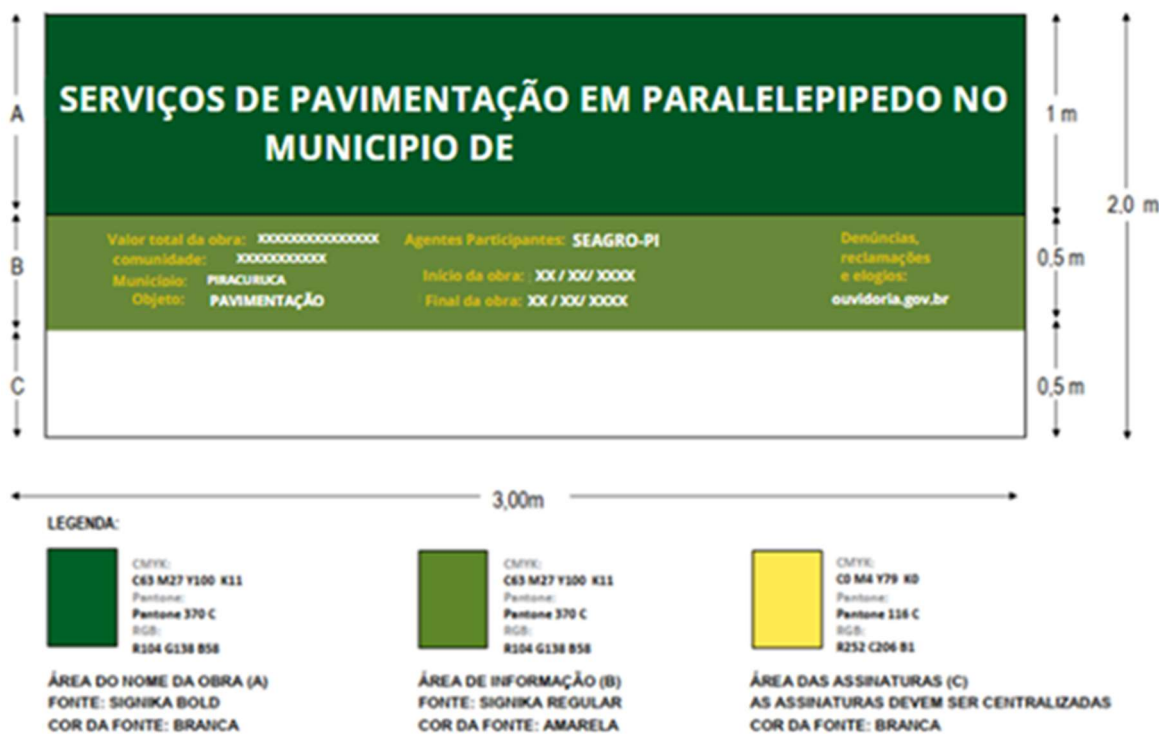 SERVIÇOS DE PAVIMENTAÇÃO EM PARALELEPIPEDO NO
MUNICIPIO DE
A
1 m
2,0 m
Valor total da obra: XXXXXXXXXXXXXXXX
comunidade: XXXXXXXXXXXX
Município: PIRACURUCA
Objeto: PAVIMENTAÇÃO
Agentes Participantes: SEAGRO-PI
Início da obra: XX / XX/ XXXX
Final da obra: XX / XX/ XXXX
Denúncias,
reclamações
e elogios:
ouvidoria.gov.br
B
0,5 m
C
0,5 m
3,00m
LEGENDA:
CMYK:
C63 M27 Y100 K11
Pantone:
Pantone 370 C
RGB:
R104 G138 B58
ÁREA DO NOME DA OBRA (A)
FONTE: SIGNIKA BOLD
COR DA FONTE: BRANCA
CMYK:
C63 M27 Y100 K11
Pantone:
Pantone 370 C
RGB:
R104 G138 B58
ÁREA DE INFORMAÇÃO (B)
FONTE: SIGNIKA REGULAR
COR DA FONTE: AMARELA
CMYK:
C0 M4 Y79 K0
Pantone:
Pantone 116 C
RGB:
R252 C206 B1
ÁREA DAS ASSINATURAS (C)
AS ASSINATURAS DEVEM SER CENTRALIZADAS
COR DA FONTE: BRANCA